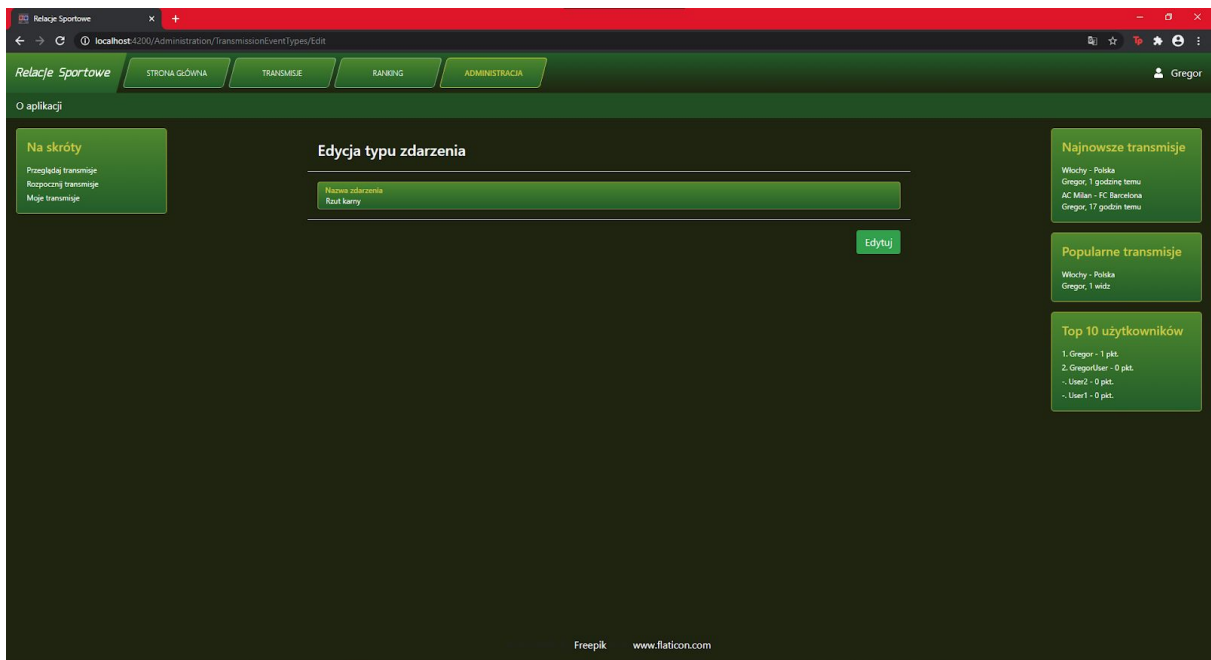 Relacje Sportowe
localhost:4200/Administration/TransmissionEventTypes/Edit
Relacje Sportowe
STRONA GŁÓWNA
TRANSMISJE
RANKING
ADMINISTRACJA
Gregor
O aplikacji
Na skróty
Przeglądaj transmisje
Rozpocznij transmisje
Moje transmisje
Edycja typu zdarzenia
Nazwa zdarzenia
Rzut karny
Edytuj
Najnowsze transmisje
Włochy - Polska
Gregor, 1 godzinę temu
AC Milan - FC Barcelona
Gregor, 17 godzin temu
Popularne transmisje
Włochy - Polska
Gregor, 1 widz
Top 10 użytkowników
1. Gregor - 1 pkt.
2. GregorUser - 0 pkt.
-. User2 - 0 pkt.
-. User1 - 0 pkt.
Freepik www.flaticon.com